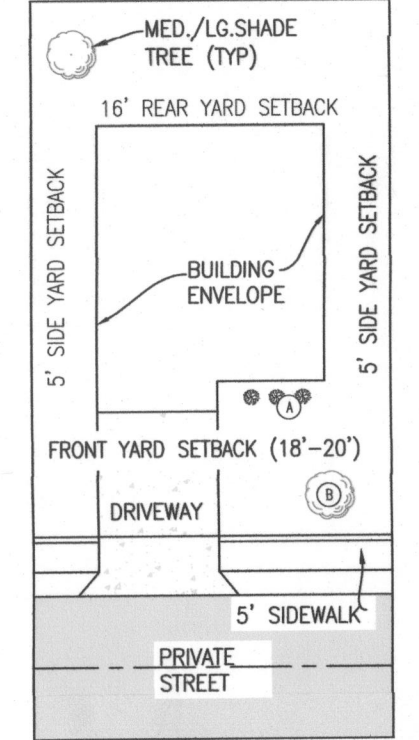 MED./LG.SHADE
TREE (TYP)
16' REAR YARD SETBACK
5' SIDE YARD SETBACK
5' SIDE YARD SETBACK
BUILDING
ENVELOPE
A
FRONT YARD SETBACK (18'-20')
B
DRIVEWAY
5' SIDEWALK
PRIVATE
STREET